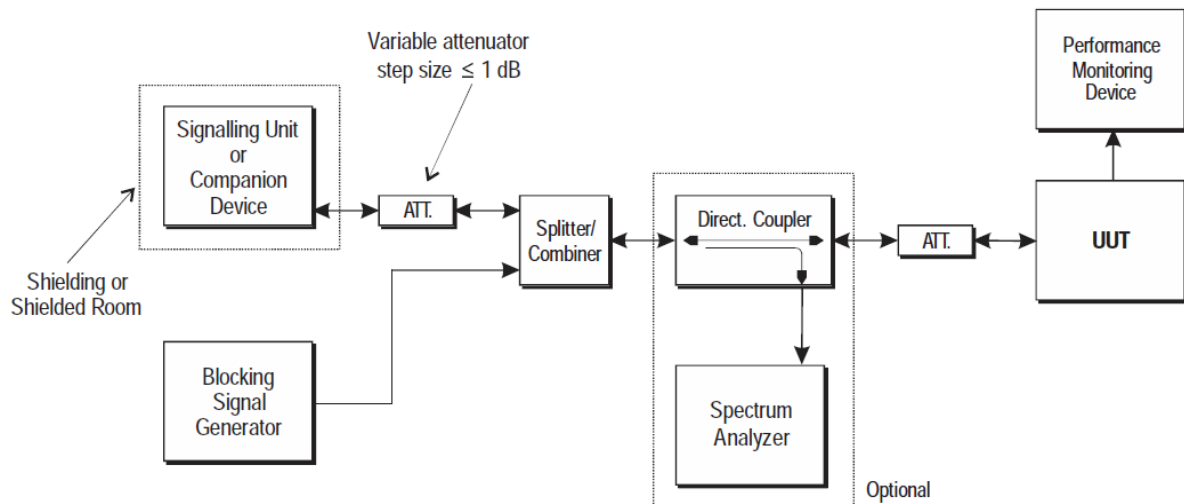 Variable attenuator
step size ≤ 1 dB
Performance
Monitoring
Device
Signalling Unit
or
Companion
Device
ATT.
Splitter/
Combiner
Direct. Coupler
ATT.
UUT
Shielding or
Shielded Room
Blocking
Signal
Generator
Spectrum
Analyzer
Optional